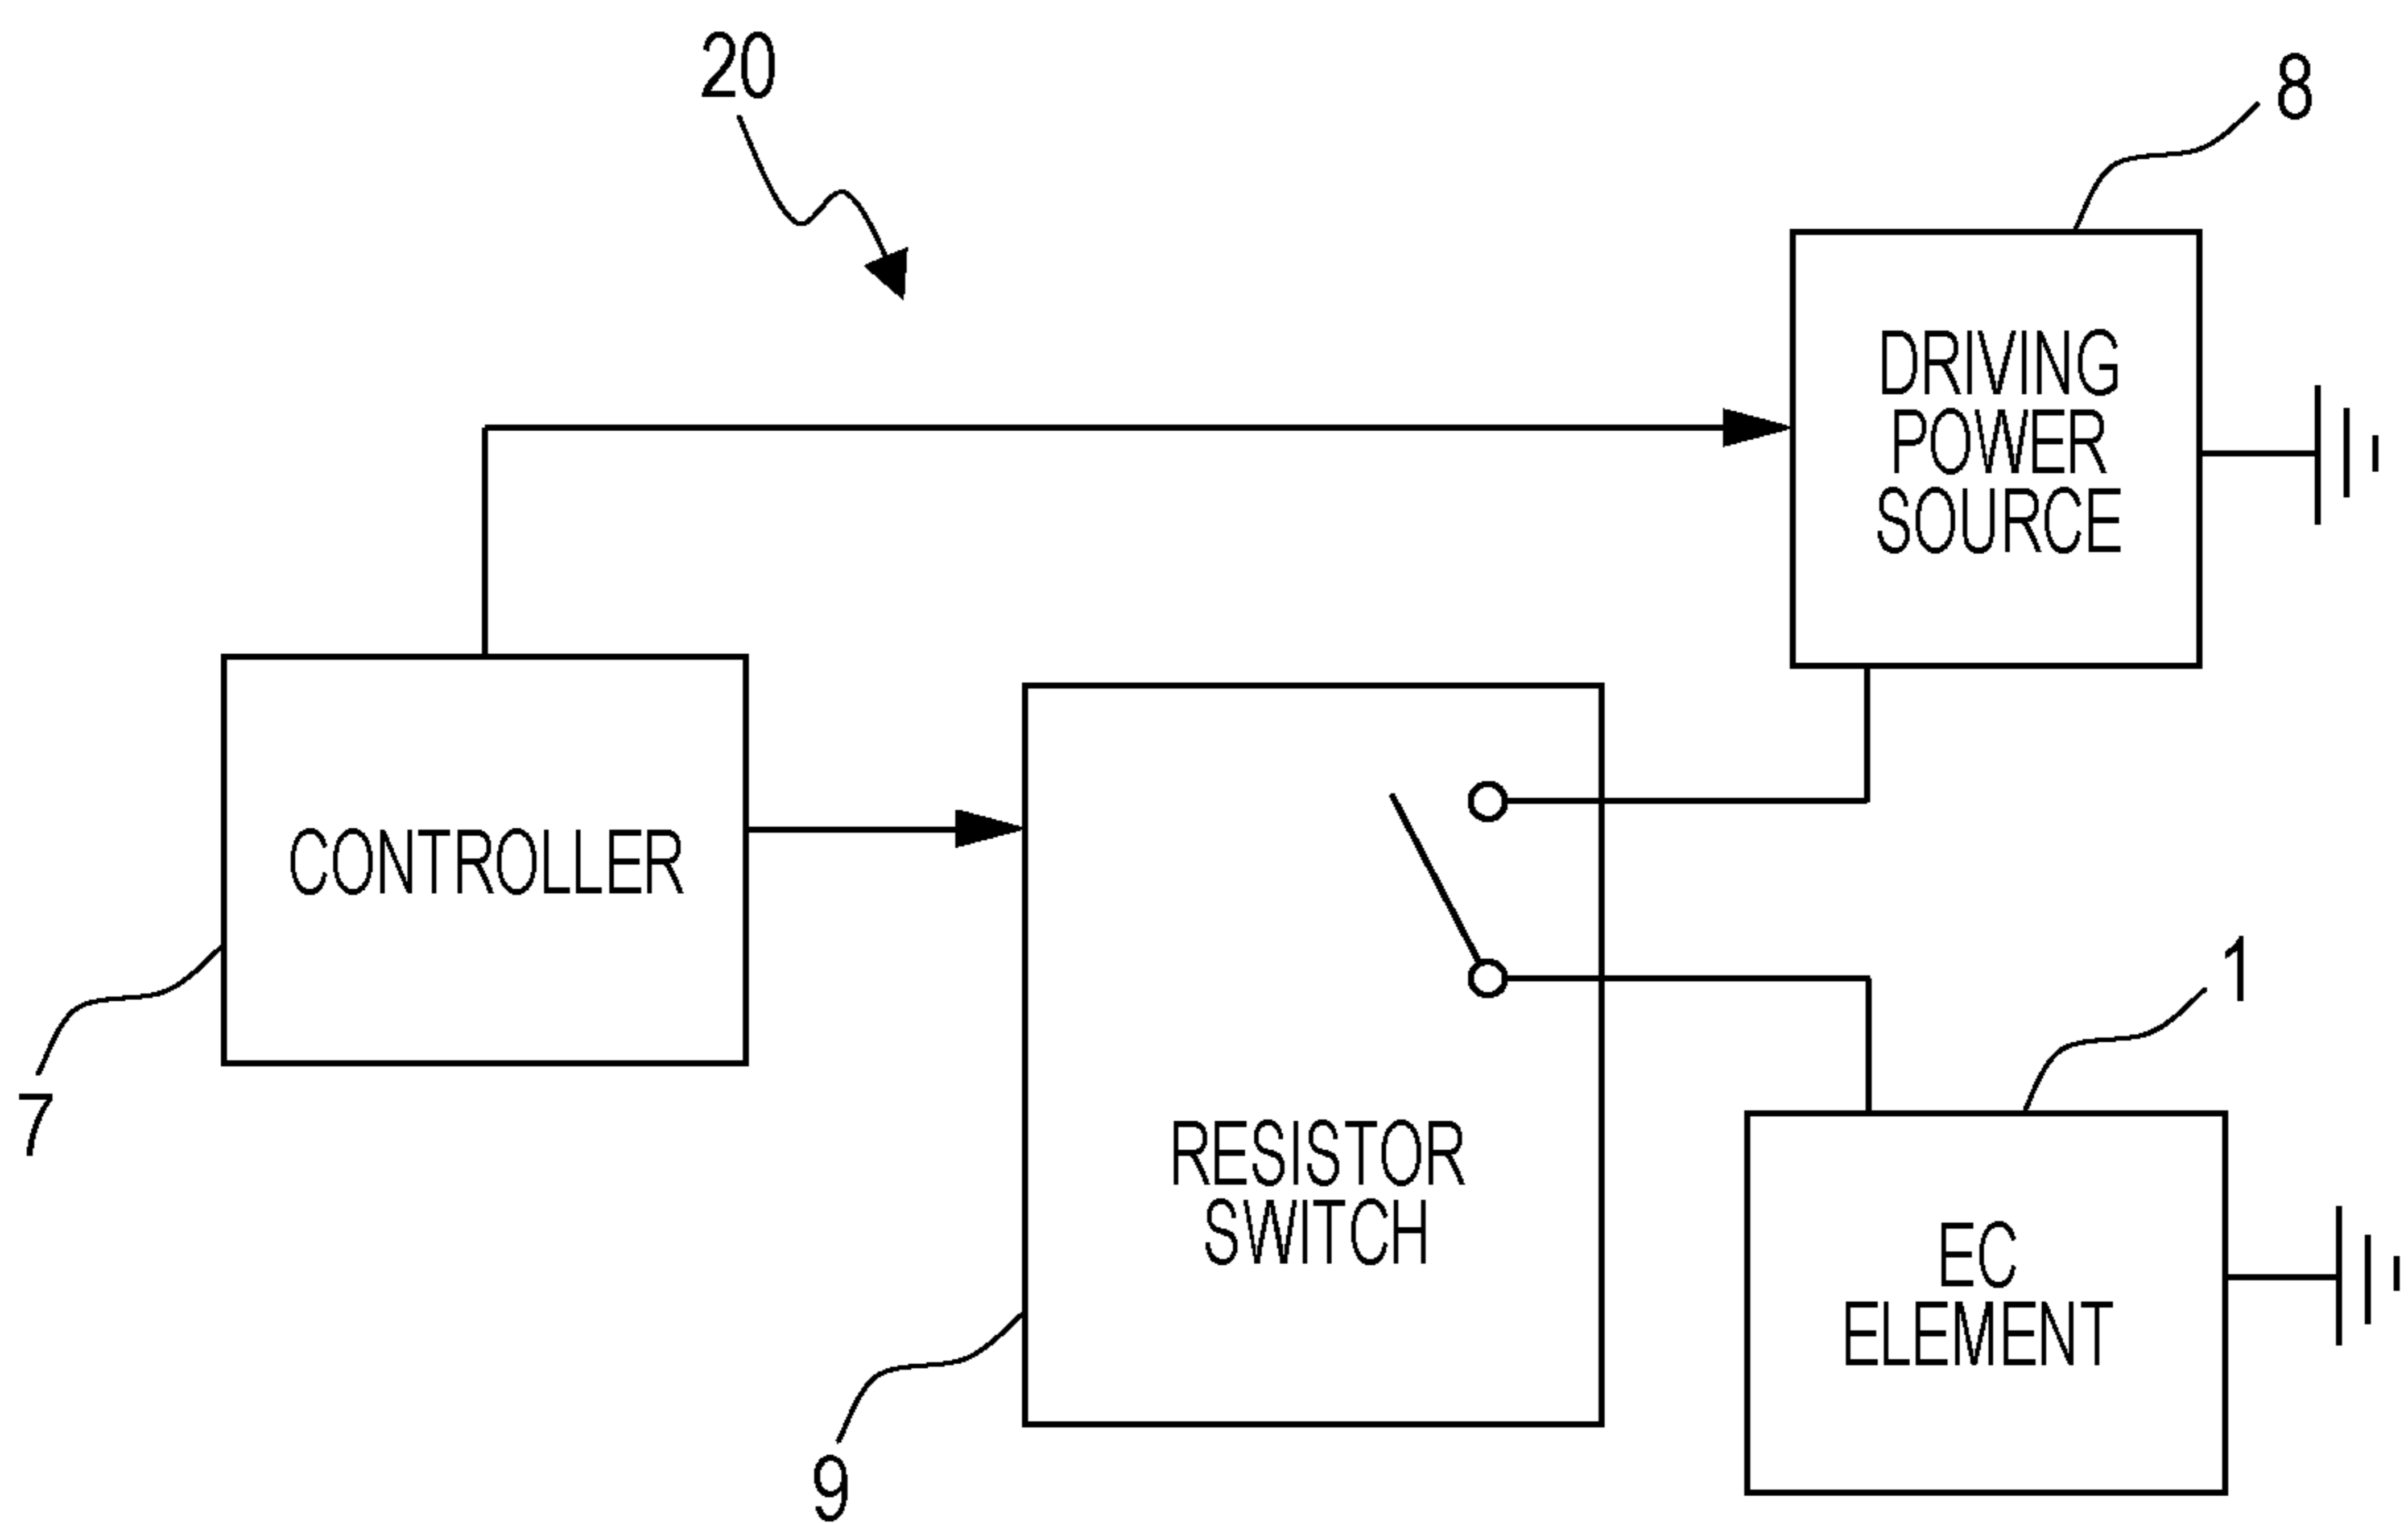 20
8
DRIVING
POWER
SOURCE
CONTROLLER
7
RESISTOR
SWITCH
9
1
EC
ELEMENT